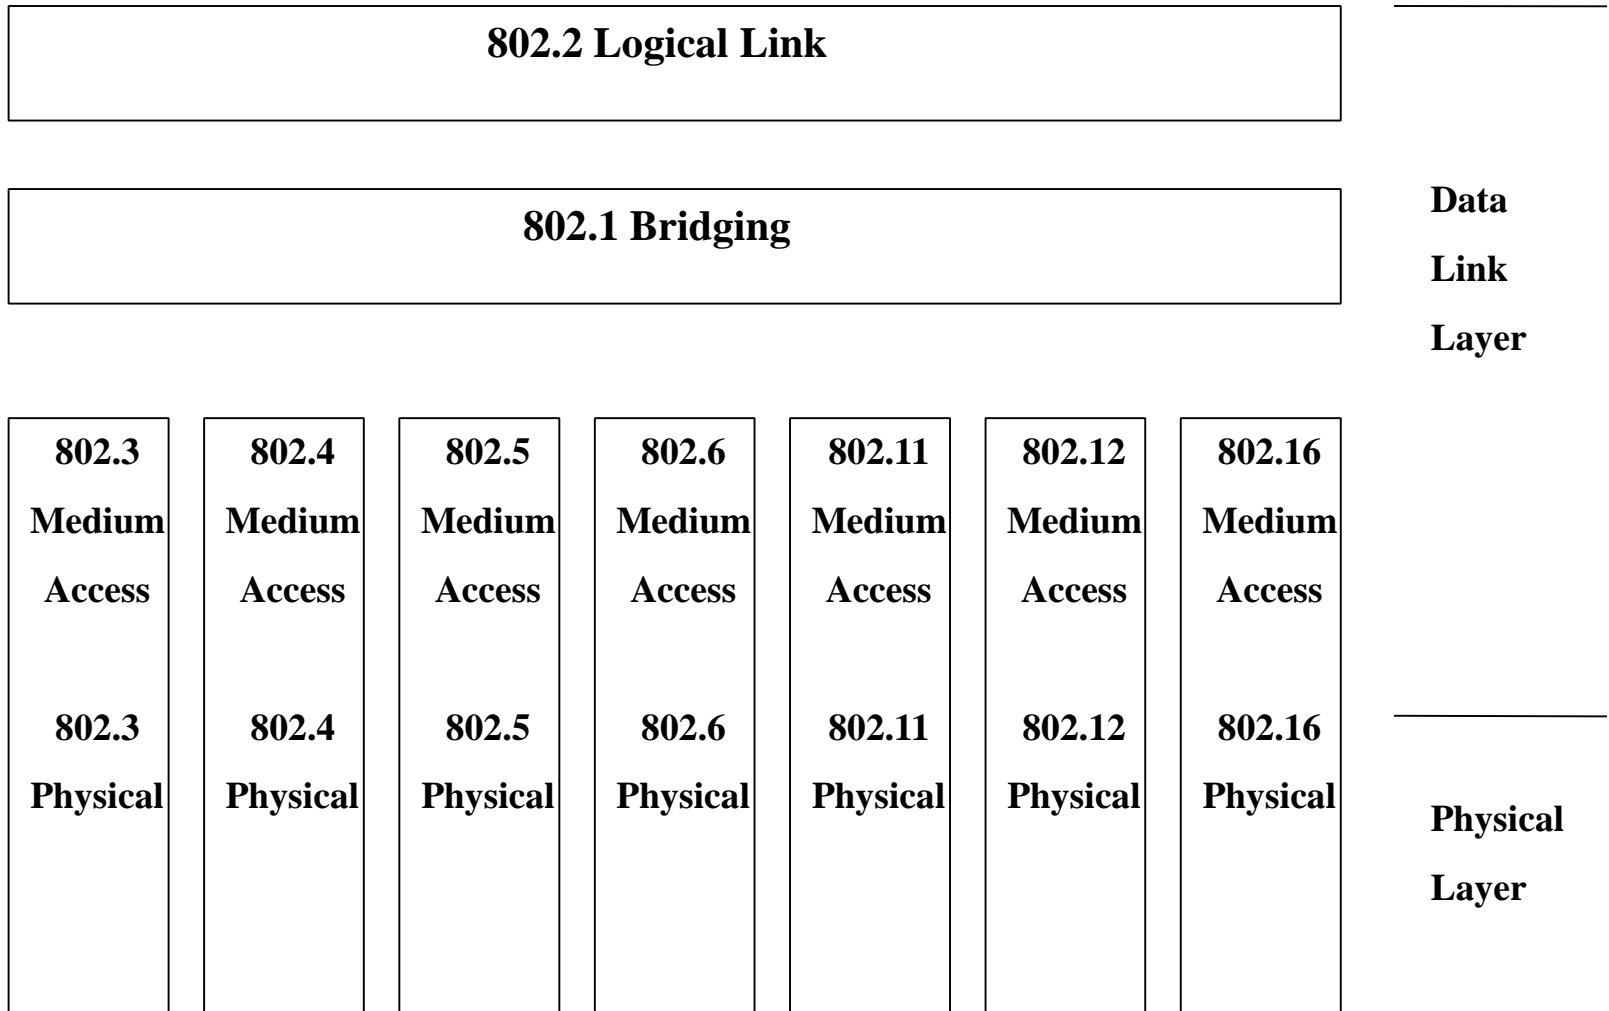 802.2 Logical Link
802.1 Bridging
Data
Link
Layer
802.3 802.4 802.5 802.6 802.11 802.12 802.16
Medium Medium Medium Medium Medium Medium Medium
Access Access Access Access Access Access Access
802.3 802.4 802.5 802.6 802.11 802.12 802.16
Physical Physical Physical Physical Physical Physical Physical
Physical
Layer